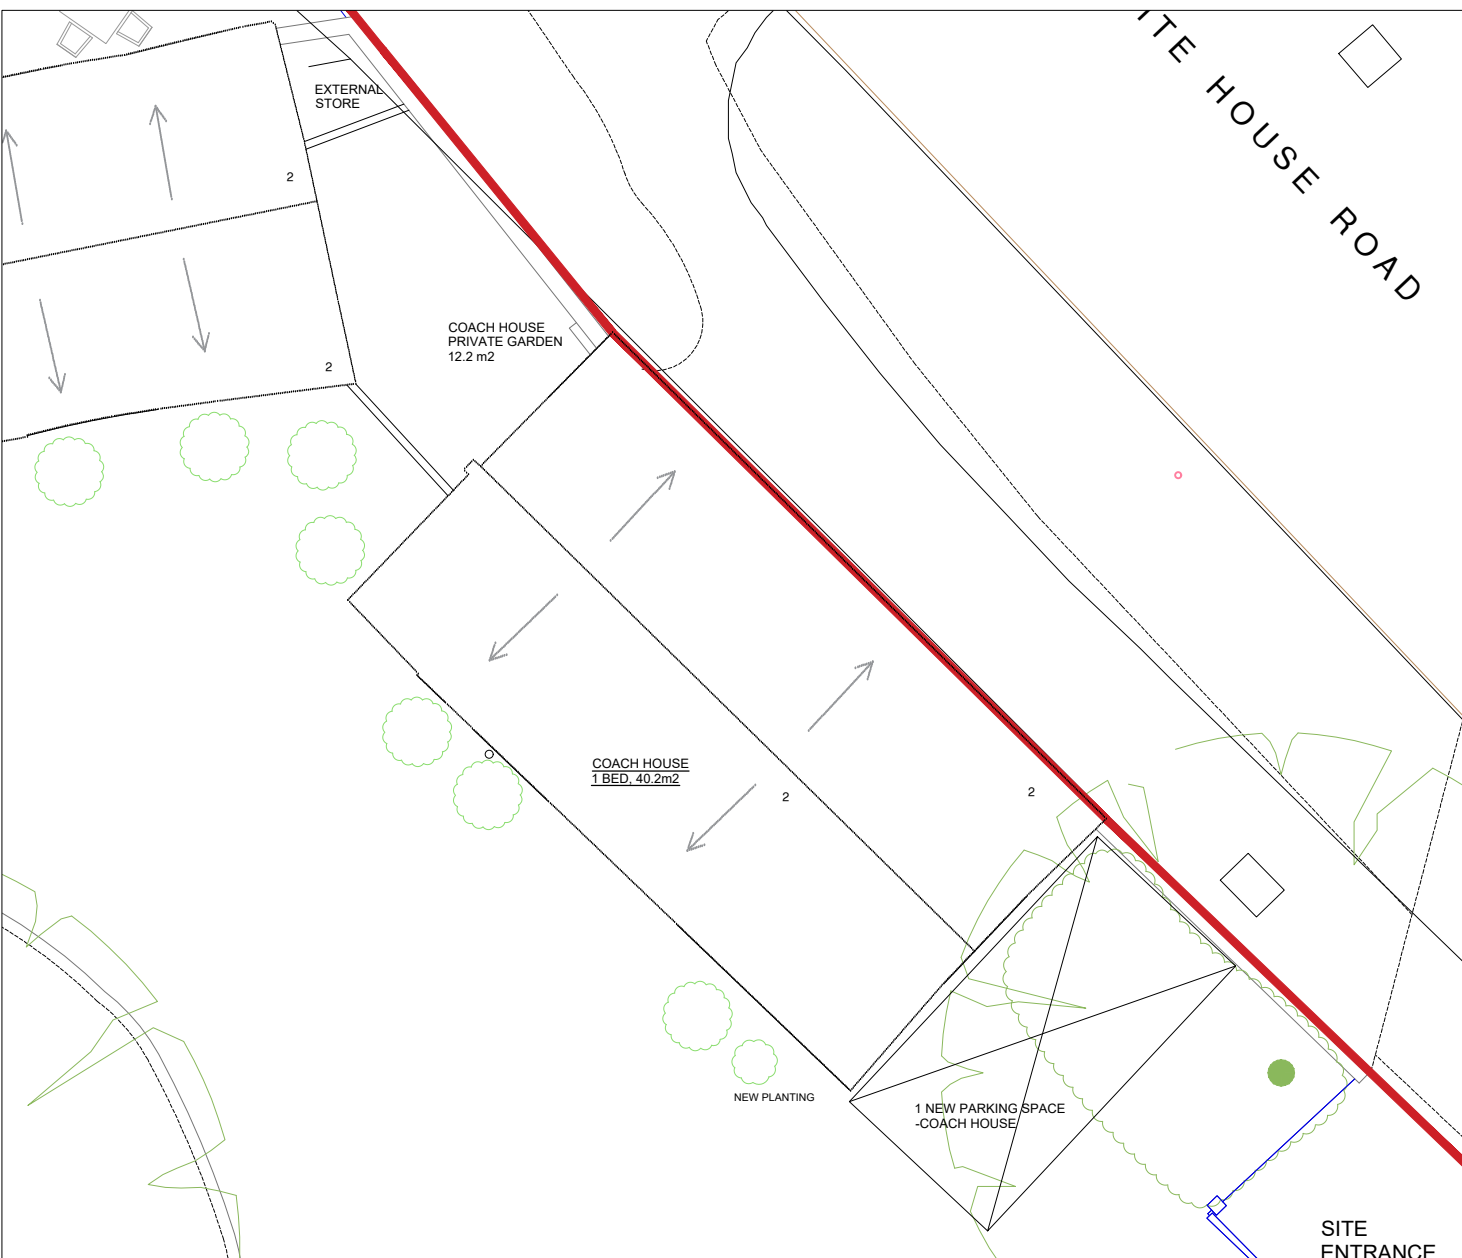 ITE HOUSE ROAD
EXTERNAL
STORE
2
COACH HOUSE
PRIVATE GARDEN
12.2 m2
2
COACH HOUSE
1 BED, 40.2m2
2
2
NEW PLANTING
1 NEW PARKING SPACE
-COACH HOUSE
SITE
ENTRANCE